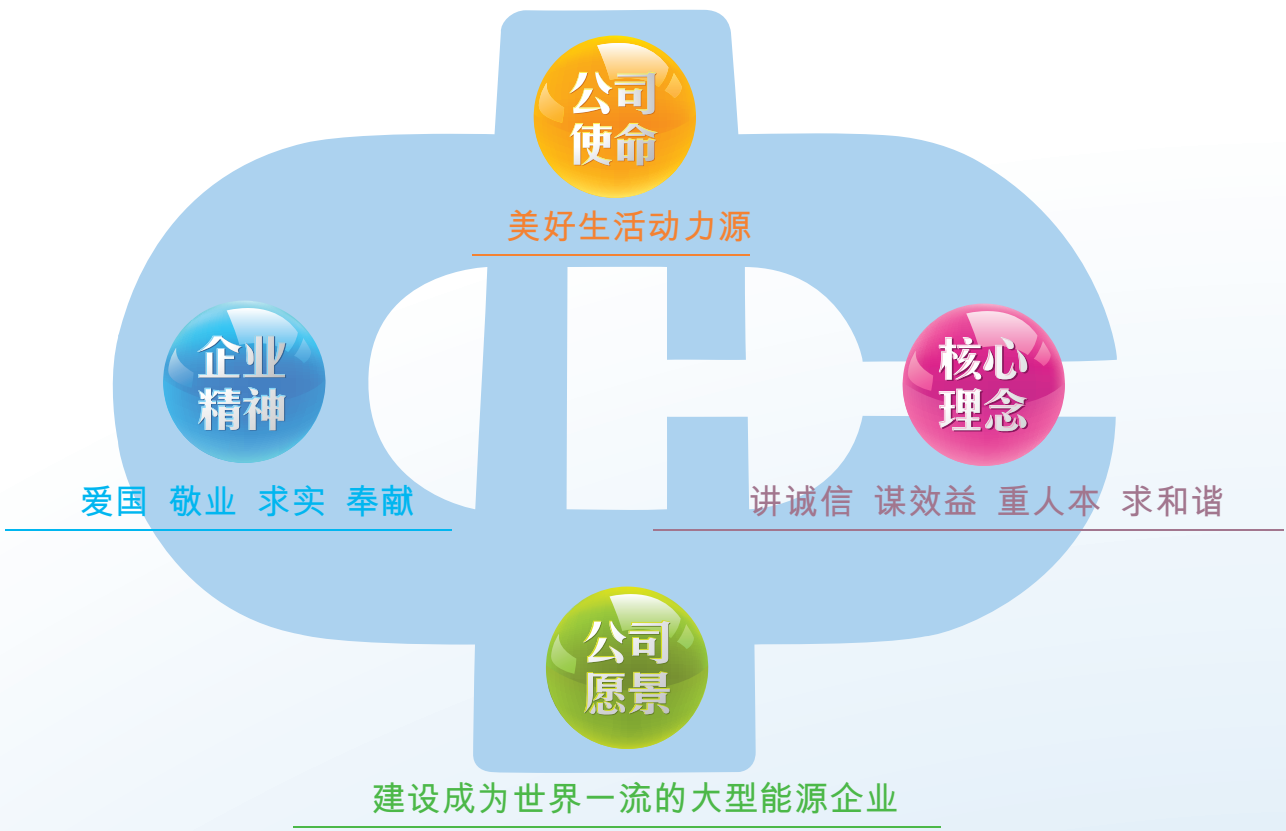 公司
使命
美好生活动力源
企业
精神
爱国 敬业 求实 奉献
核心
理念
讲诚信 谋效益 重人本 求和谐
公司
愿景
建设成为世界一流的大型能源企业